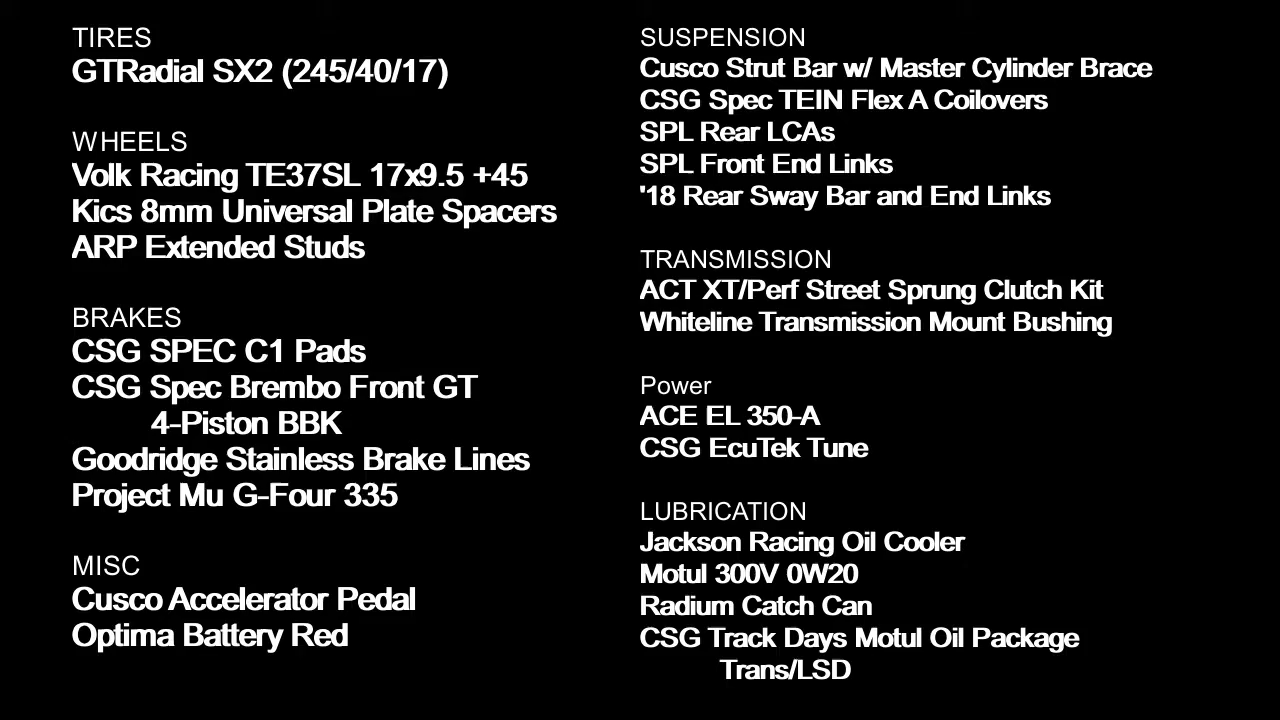 TIRES
GTRadial SX2 (245/40/17)
WHEELS
Volk Racing TE37SL 17x9.5 +45
Kics 8mm Universal Plate Spacers
ARP Extended Studs
BRAKES
CSG SPEC C1 Pads
CSG Spec Brembo Front GT
4-Piston BBK
Goodridge Stainless Brake Lines
Project Mu G-Four 335
MISC
Cusco Accelerator Pedal
Optima Battery Red
SUSPENSION
Cusco Strut Bar w/ Master Cylinder Brace
CSG Spec TEIN Flex A Coilovers
SPL Rear LCAs
SPL Front End Links
'18 Rear Sway Bar and End Links
TRANSMISSION
ACT XT/Perf Street Sprung Clutch Kit
Whiteline Transmission Mount Bushing
Power
ACE EL 350-A
CSG EcuTek Tune
LUBRICATION
Jackson Racing Oil Cooler
Motul 300V 0W20
Radium Catch Can
CSG Track Days Motul Oil Package
Trans/LSD